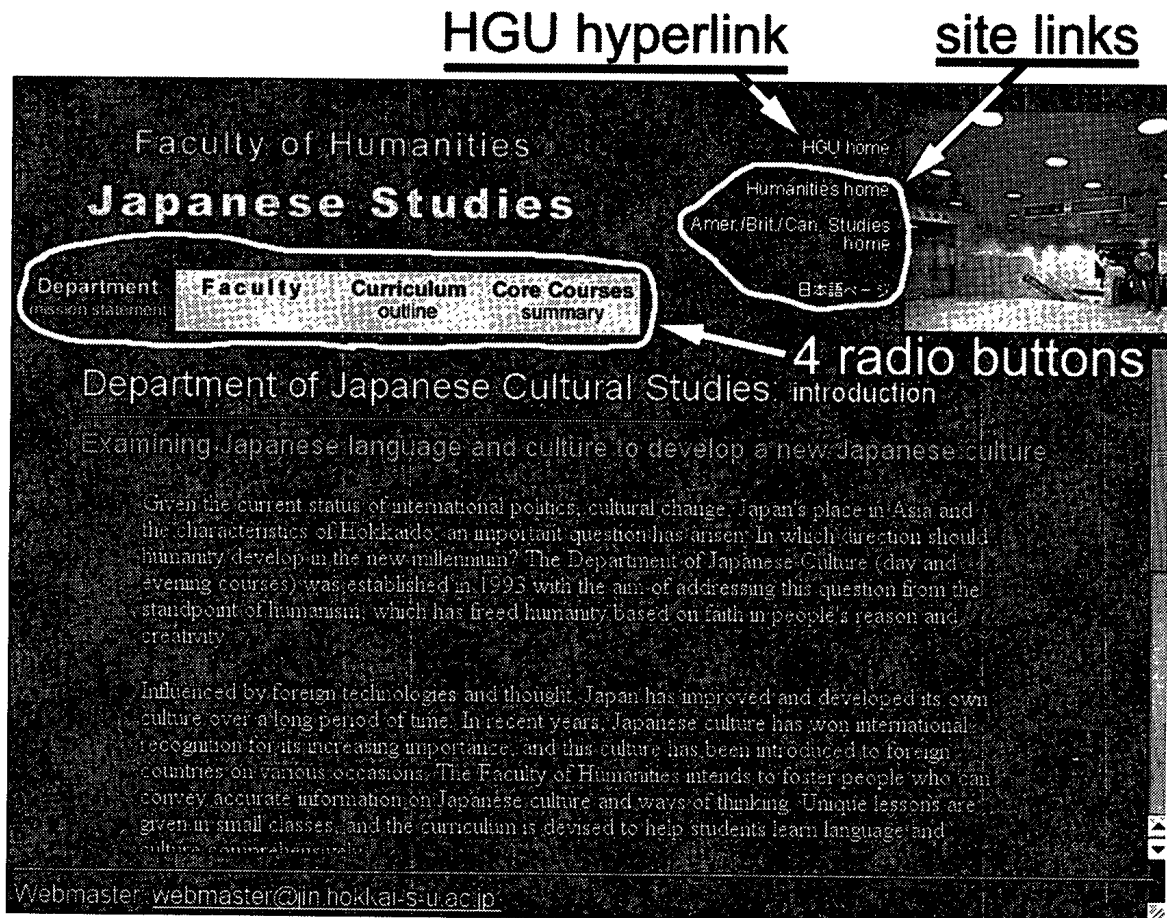 HGU hyperlink
site links
Faculty of Humanities
Japanese Studies
HGU home
Humanities home
Amer./Brit./Can. Studies
home
日本語ページ
Department
mission statement
Faculty
Curriculum
outline
Core Courses
summary
4 radio buttons
Department of Japanese Cultural Studies: introduction
Examining Japanese language and culture to develop a new Japanese culture
Given the current status of international politics, cultural change, Japan's place in Asia and
the characteristics of Hokkaido, an important question has arisen: In which direction should
humanity develop in the new millennium? The Department of Japanese Culture (day and
evening courses) was established in 1993 with the aim of addressing this question from the
standpoint of humanism, which has freed humanity based on faith in people's reason and
creativity.
Influenced by foreign technologies and thought, Japan has improved and developed its own
culture over a long period of time. In recent years, Japanese culture has won international
recognition for its increasing importance, and this culture has been introduced to foreign
countries on various occasions. The Faculty of Humanities intends to foster people who can
convey accurate information on Japanese culture and ways of thinking. Unique lessons are
given in small classes, and the curriculum is devised to help students learn language and
culture comprehensively.
Webmaster: webmaster@jin.hokkai-s-u.ac.jp